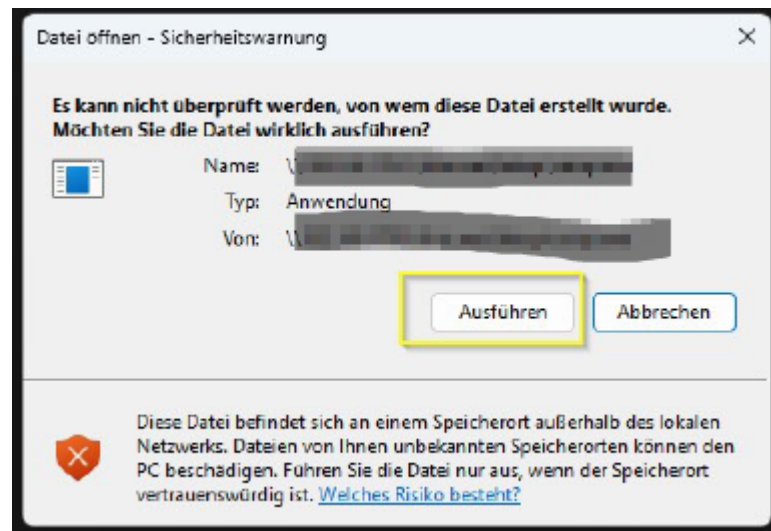 Datei öffnen - Sicherheitswarnung
Es kann nicht überprüft werden, von wem diese Datei erstellt wurde.
Möchten Sie die Datei wirklich ausführen?
Name: \
Typ: Anwendung
Von: \\
Ausführen Abbrechen
Diese Datei befindet sich an einem Speicherort außerhalb des lokalen
Netzwerks. Dateien von Ihnen unbekannten Speicherorten können den
PC beschädigen. Führen Sie die Datei nur aus, wenn der Speicherort
vertrauenswürdig ist. Welches Risiko besteht?